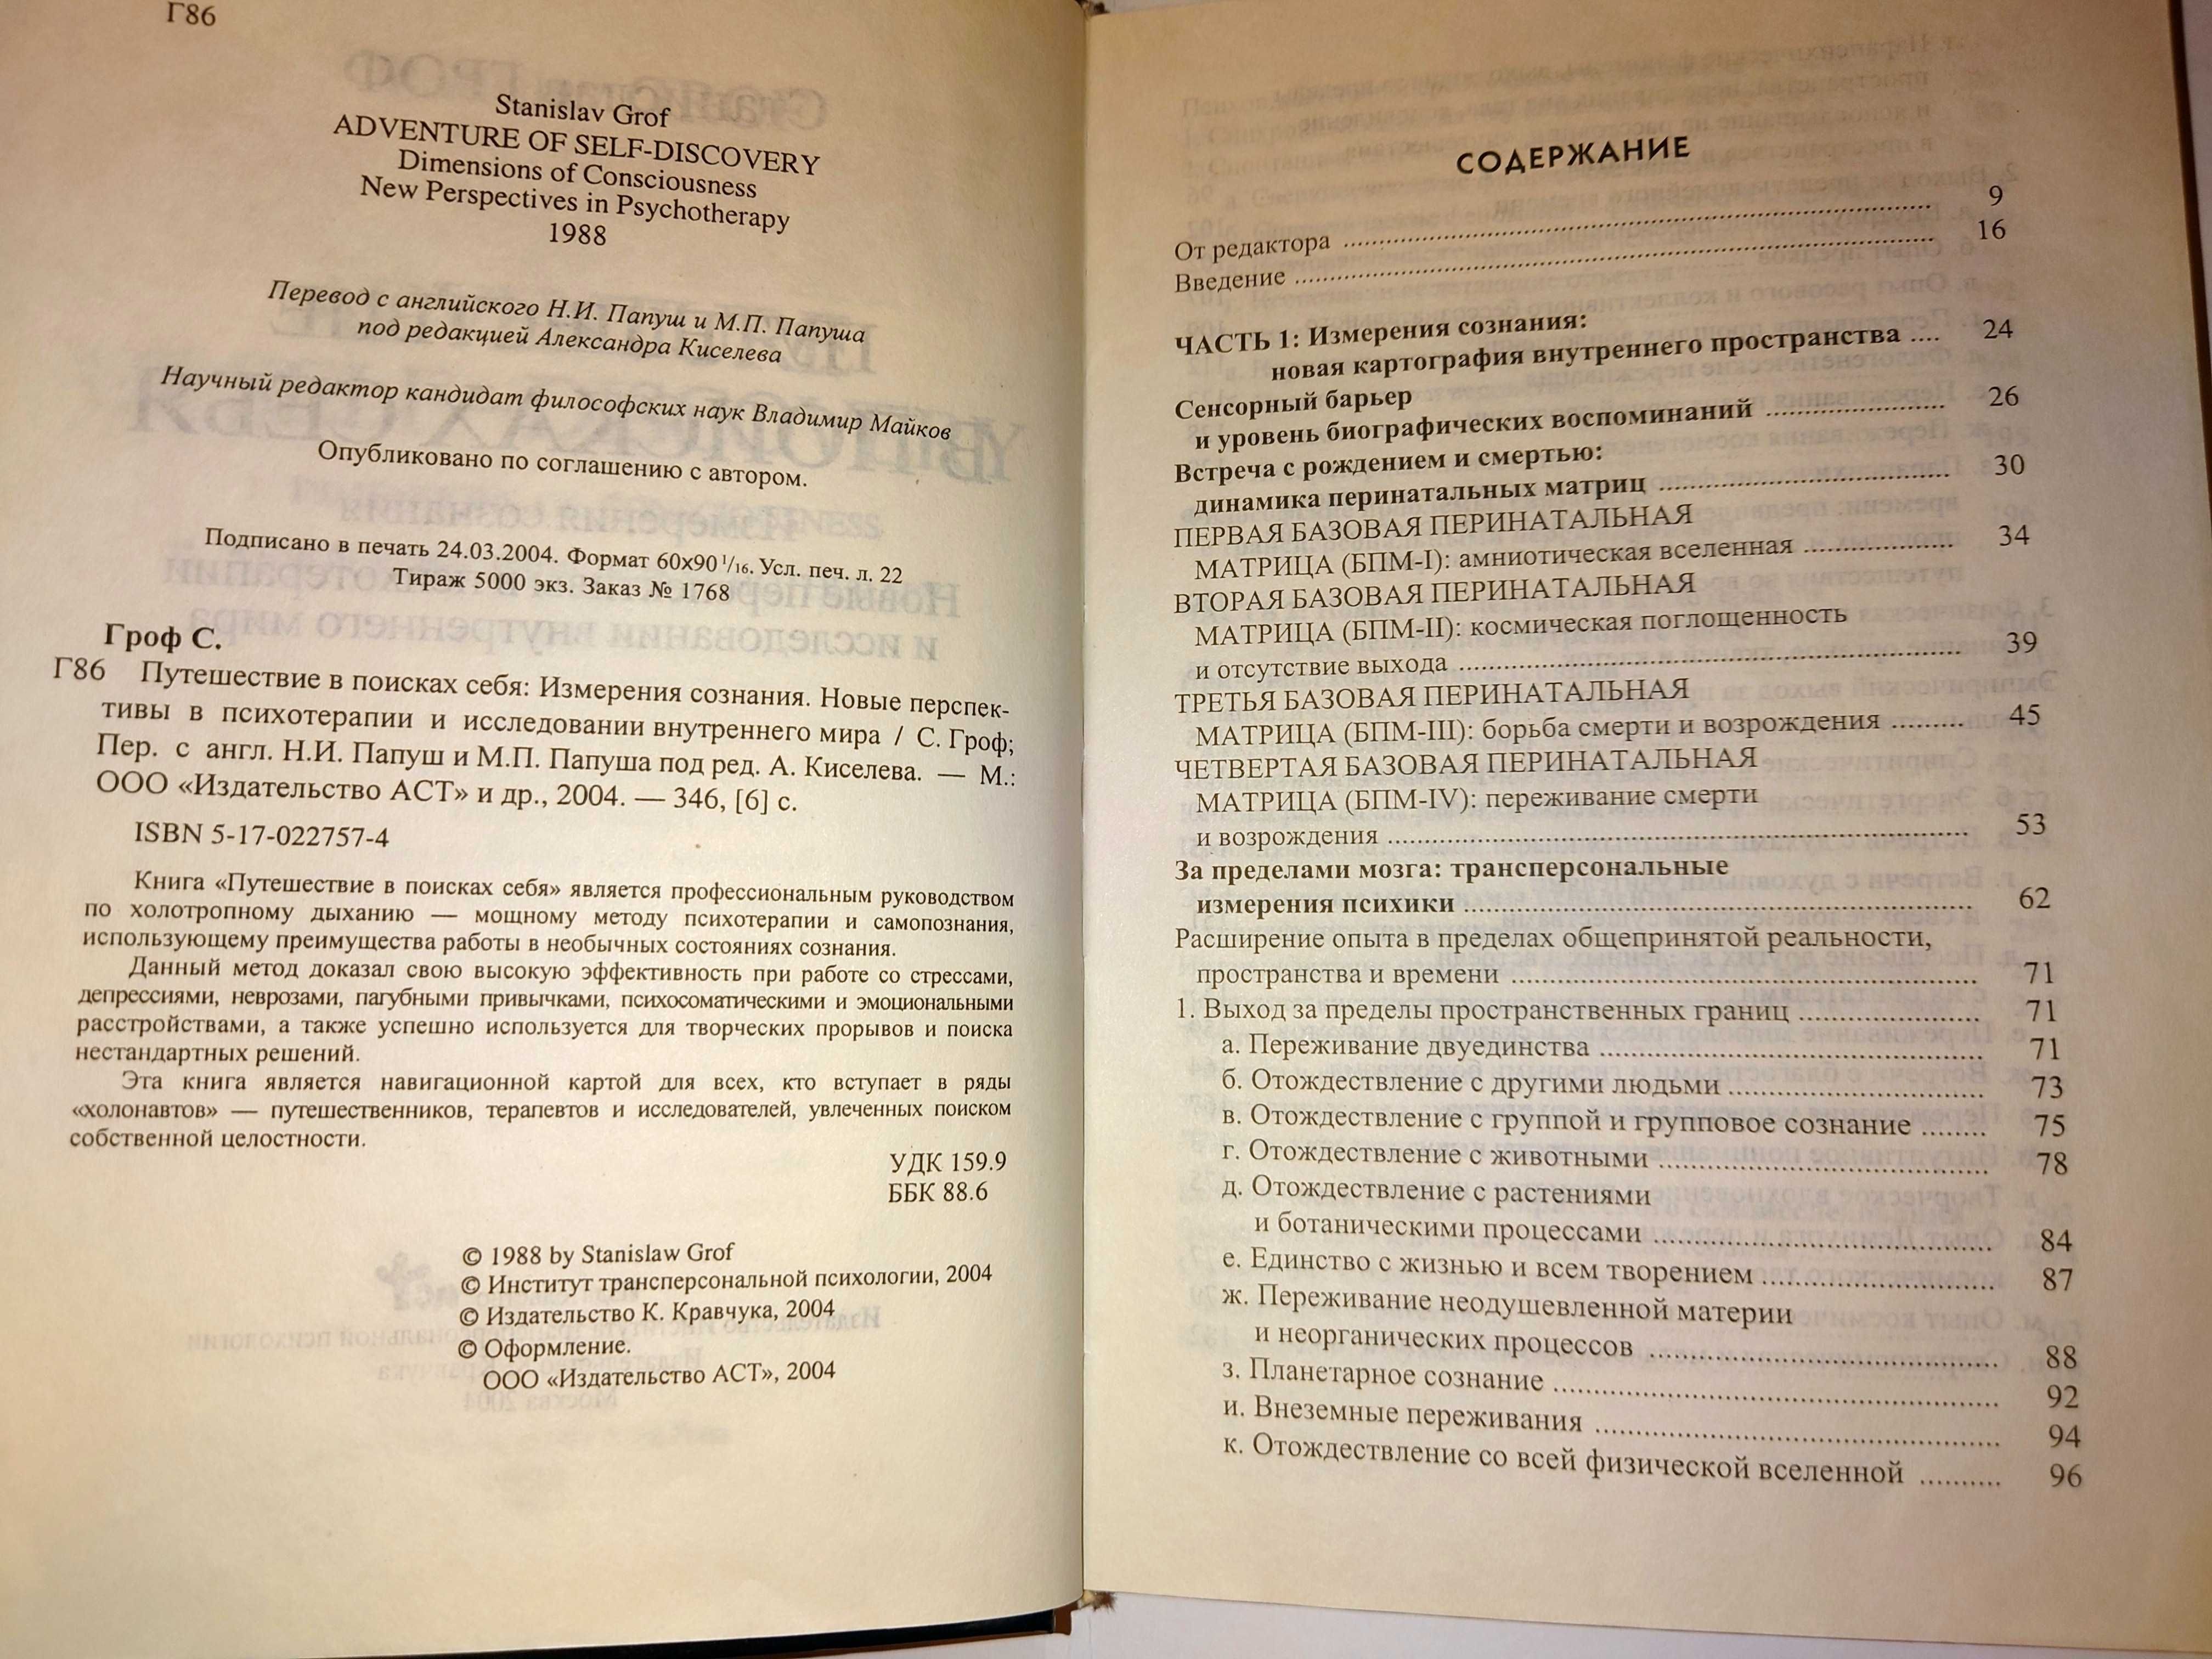 Г86
Stanislav Grof
ADVENTURE OF SELF-DISCOVERY
Dimensions of Consciousness
New Perspectives in Psychotherapy
1988
Перевод с английского Н.И. Папуш и М.П. Папуша
под редакцией Александра Киселева
Научный редактор кандидат философских наук Владимир Майков
Опубликовано по соглашению с автором.
Подписано в печать 24.03.2004. Формат 60х90 1/16. Усл. печ. л. 22
Тираж 5000 экз. Заказ № 1768
Гроф С.
Г86 Путешествие в поисках себя: Измерения сознания. Новые перспек-
тивы в психотерапии и исследовании внутреннего мира / С. Гроф;
Пер. с англ. Н.И. Папуш и М.П. Папуша под ред. А. Киселева. — М.:
ООО «Издательство АСТ» и др., 2004. — 346, [6] с.
ISBN 5-17-022757-4
Книга «Путешествие в поисках себя» является профессиональным руководством
по холотропному дыханию — мощному методу психотерапии и самопознания,
использующему преимущества работы в необычных состояниях сознания.
Данный метод доказал свою высокую эффективность при работе со стрессами,
депрессиями, неврозами, пагубными привычками, психосоматическими и эмоциональными
расстройствами, а также успешно используется для творческих прорывов и поиска
нестандартных решений.
Эта книга является навигационной картой для всех, кто вступает в ряды
«холонавтов» — путешественников, терапевтов и исследователей, увлеченных поиском
собственной целостности.
УДК 159.9
ББК 88.6
© 1988 by Stanislaw Grof
© Институт трансперсональной психологии, 2004
© Издательство К. Кравчука, 2004
© Оформление.
ООО «Издательство АСТ», 2004
СОДЕРЖАНИЕ
От редактора ........ 9
Введение ........ 16
ЧАСТЬ 1: Измерения сознания:
новая картография внутреннего пространства .... 24
Сенсорный барьер
и уровень биографических воспоминаний ........ 26
Встреча с рождением и смертью:
динамика перинатальных матриц ........ 30
ПЕРВАЯ БАЗОВАЯ ПЕРИНАТАЛЬНАЯ
МАТРИЦА (БПМ-I): амниотическая вселенная ........ 34
ВТОРАЯ БАЗОВАЯ ПЕРИНАТАЛЬНАЯ
МАТРИЦА (БПМ-II): космическая поглощенность
и отсутствие выхода ........ 39
ТРЕТЬЯ БАЗОВАЯ ПЕРИНАТАЛЬНАЯ
МАТРИЦА (БПМ-III): борьба смерти и возрождения ........ 45
ЧЕТВЕРТАЯ БАЗОВАЯ ПЕРИНАТАЛЬНАЯ
МАТРИЦА (БПМ-IV): переживание смерти
и возрождения ........ 53
За пределами мозга: трансперсональные
измерения психики ........ 62
Расширение опыта в пределах общепринятой реальности,
пространства и времени ........ 71
1. Выход за пределы пространственных границ ........ 71
а. Переживание двуединства ........ 71
б. Отождествление с другими людьми ........ 73
в. Отождествление с группой и групповое сознание ........ 75
г. Отождествление с животными ........ 78
д. Отождествление с растениями
и ботаническими процессами ........ 84
е. Единство с жизнью и всем творением ........ 87
ж. Переживание неодушевленной материи
и неорганических процессов ........ 88
з. Планетарное сознание ........ 92
и. Внеземные переживания ........ 94
к. Отождествление со всей физической вселенной ........ 96